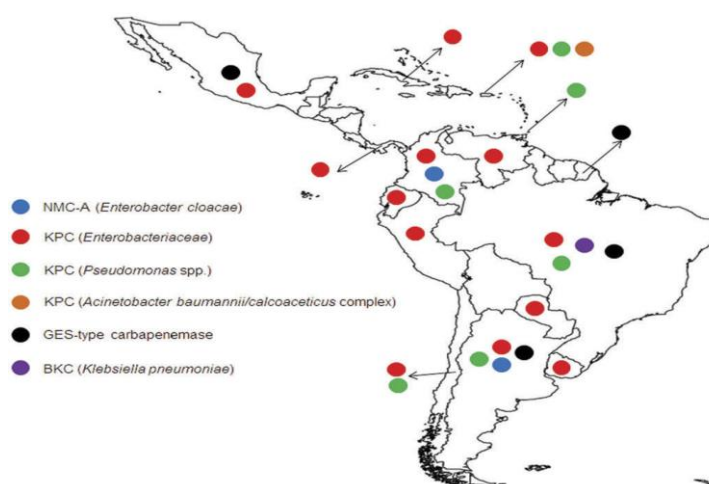 NMC-A (Enterobacter cloacae)
KPC (Enterobacteriaceae)
KPC (Pseudomonas spp.)
KPC (Acinetobacter baumannii/calcoaceticus complex)
GES-type carbapenemase
BKC (Klebsiella pneumoniae)